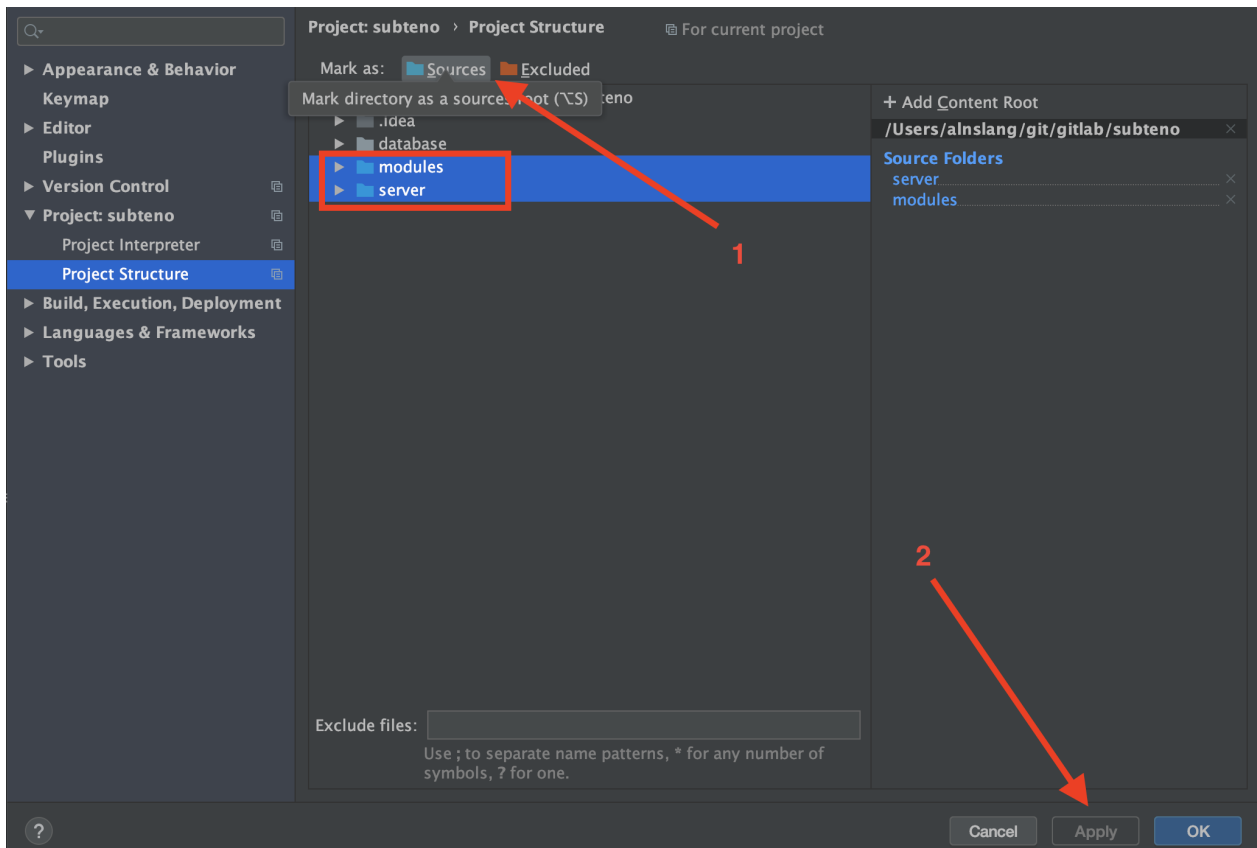 Project: subteno › Project Structure
For current project
Appearance & Behavior
Keymap
Editor
Plugins
Version Control
Project: subteno
Project Interpreter
Project Structure
Build, Execution, Deployment
Languages & Frameworks
Tools
Mark as: Sources Excluded
Mark directory as a sources root (⌥S)
.idea
database
modules
server
1
+ Add Content Root
/Users/alnslang/git/gitlab/subteno
Source Folders
server
modules
2
Exclude files:
Use ; to separate name patterns, * for any number of
symbols, ? for one.
?
Cancel
Apply
OK